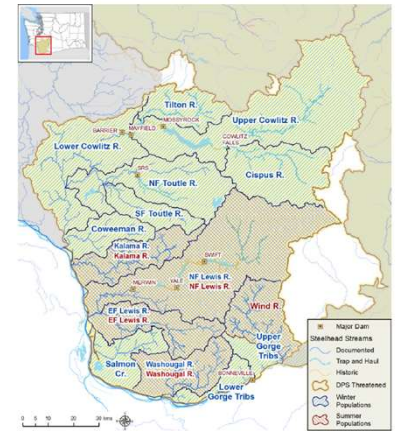 Tilton R.
MOSSYROCK
Upper Cowlitz R.
BARRIER
MAYFIELD
COWLITZ
FALLS
Lower Cowlitz R.
SRS
Cispus R.
NF Toutle R.
SF Toutle R.
Coweeman R.
Kalama R.
Kalama R.
SWIFT
NF Lewis R.
NF Lewis R.
MERWIN
YALE
Wind R.
EF Lewis R.
EF Lewis R.
Upper
Gorge
Tribs
Salmon
Cr.
Washougal R.
Washougal R.
BONNEVILLE
Lower
Gorge Tribs
Major Dam
Steelhead Streams
Documented
Trap and Haul
Historic
DPS Threatened
Winter
Populations
Summer
Populations
0 5 10 20